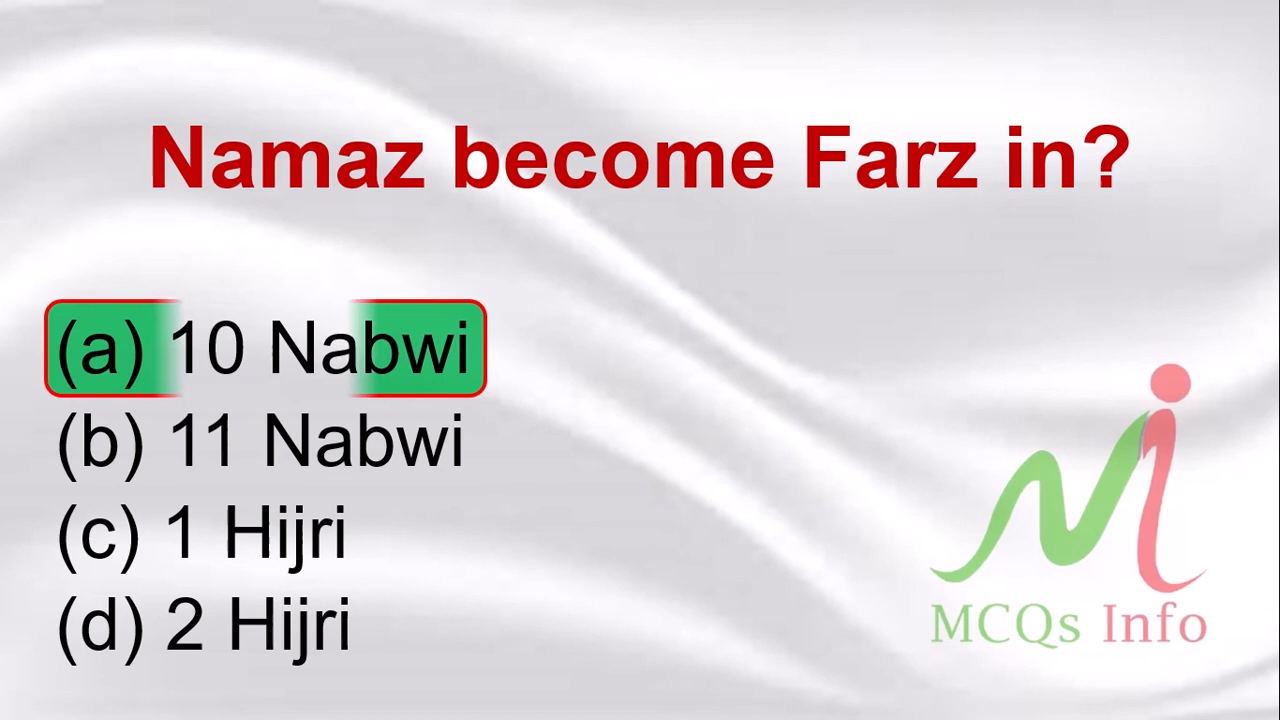 Namaz become Farz in?
(a) 10 Nabwi
(b) 11 Nabwi
(c) 1 Hijri
(d) 2 Hijri
MCQs Info